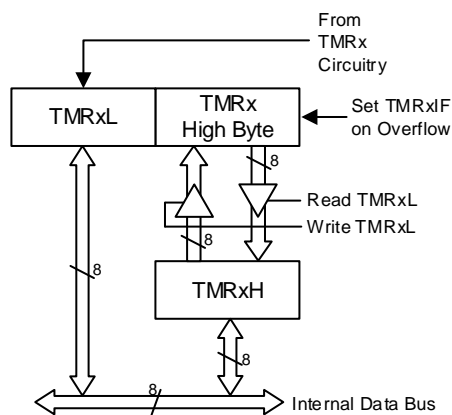 From
TMRx
Circuitry
TMRxL
TMRx
High Byte
Set TMRxIF
on Overflow
8
8
Read TMRxL
Write TMRxL
8
8
TMRxH
8
8
Internal Data Bus